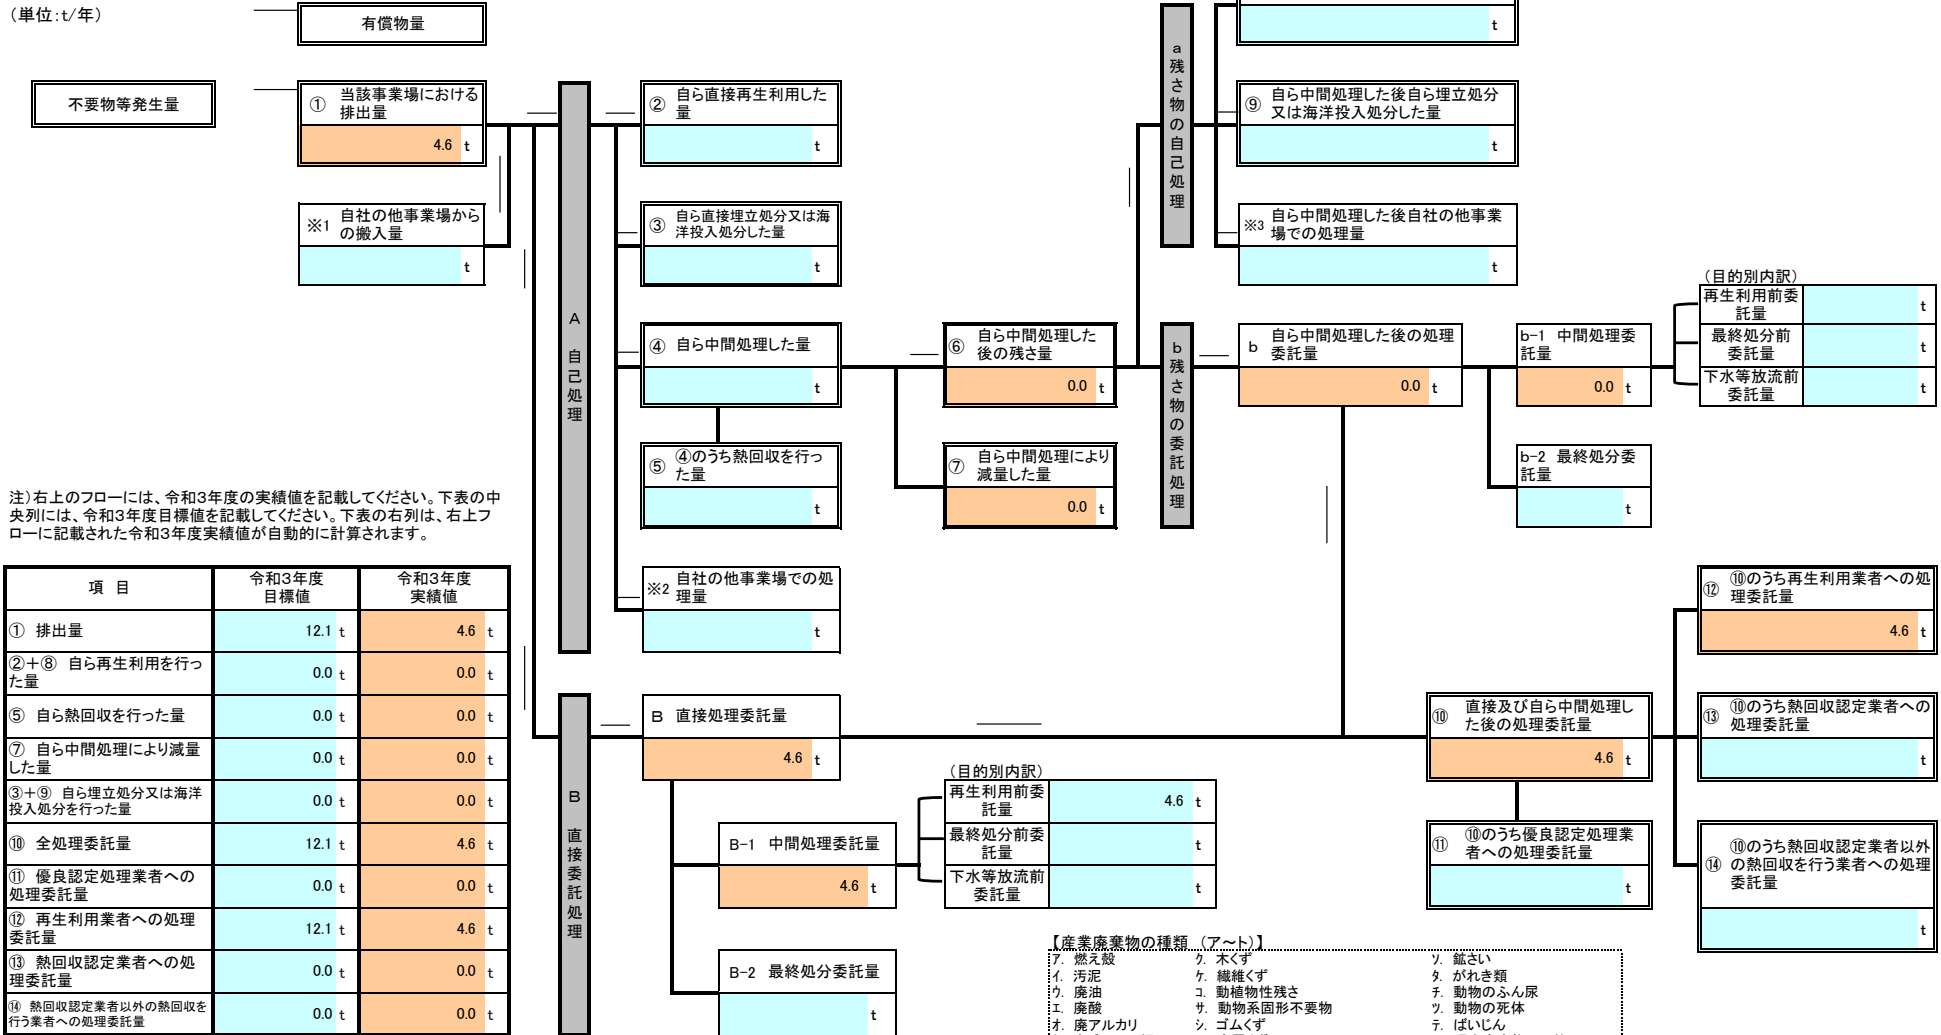 (単位:t/年)
有償物量
不要物等発生量
① 当該事業場における
排出量
4.6 t
※1 自社の他事業場から
の搬入量
t
A 自己処理
② 自ら直接再生利用した
量
t
③ 自ら直接埋立処分又は海
洋投入処分した量
t
④ 自ら中間処理した量
t
⑤ ④のうち熱回収を行っ
た量
t
※2 自社の他事業場での処
理量
t
⑥ 自ら中間処理した
後の残さ量
0.0 t
⑦ 自ら中間処理により
減量した量
0.0 t
a 残さ物の自己処理
t
⑨ 自ら中間処理した後自ら埋立処分
又は海洋投入処分した量
t
※3 自ら中間処理した後自社の他事業
場での処理量
t
b 残さ物の委託処理
b 自ら中間処理した後の処理
委託量
0.0 t
b-1 中間処理委
託量
0.0 t
b-2 最終処分委
託量
t
(目的別内訳)
再生利用前委
託量
t
最終処分前
委託量
t
下水等放流前
委託量
t
注)右上のフローには、令和3年度の実績値を記載してください。下表の中
央列には、令和3年度目標値を記載してください。下表の右列は、右上フ
ローに記載された令和3年度実績値が自動的に計算されます。
項 目
令和3年度
目標値
令和3年度
実績値
① 排出量 12.1 t 4.6 t
②+⑧ 自ら再生利用を行っ
た量 0.0 t 0.0 t
⑤ 自ら熱回収を行った量 0.0 t 0.0 t
⑦ 自ら中間処理により減量
した量 0.0 t 0.0 t
③+⑨ 自ら埋立処分又は海洋
投入処分を行った量 0.0 t 0.0 t
⑩ 全処理委託量 12.1 t 4.6 t
⑪ 優良認定処理業者への
処理委託量 0.0 t 0.0 t
⑫ 再生利用業者への処理
委託量 12.1 t 4.6 t
⑬ 熱回収認定業者への処
理委託量 0.0 t 0.0 t
⑭ 熱回収認定業者以外の熱回収を
行う業者への処理委託量 0.0 t 0.0 t
B 直接委託処理
B 直接処理委託量
4.6 t
B-1 中間処理委託量
4.6 t
B-2 最終処分委託量
t
(目的別内訳)
再生利用前委
託量
4.6 t
最終処分前委
託量
t
下水等放流前
委託量
t
⑩ 直接及び自ら中間処理し
た後の処理委託量
4.6 t
⑪ ⑩のうち優良認定処理業
者への処理委託量
t
⑫ ⑩のうち再生利用業者への処
理委託量
4.6 t
⑬ ⑩のうち熱回収認定業者への
処理委託量
t
⑭ ⑩のうち熱回収認定業者以外
の熱回収を行う業者への処理
委託量
t
【産業廃棄物の種類 (ア~ト)】
ア. 燃え殻 ク. 木くず ソ. 鉱さい
イ. 汚泥 ケ. 繊維くず タ. がれき類
ウ. 廃油 コ. 動植物性残さ チ. 動物のふん尿
エ. 廃酸 サ. 動物系固形不要物 ツ. 動物の死体
オ. 廃アルカリ シ. ゴムくず テ. ばいじん